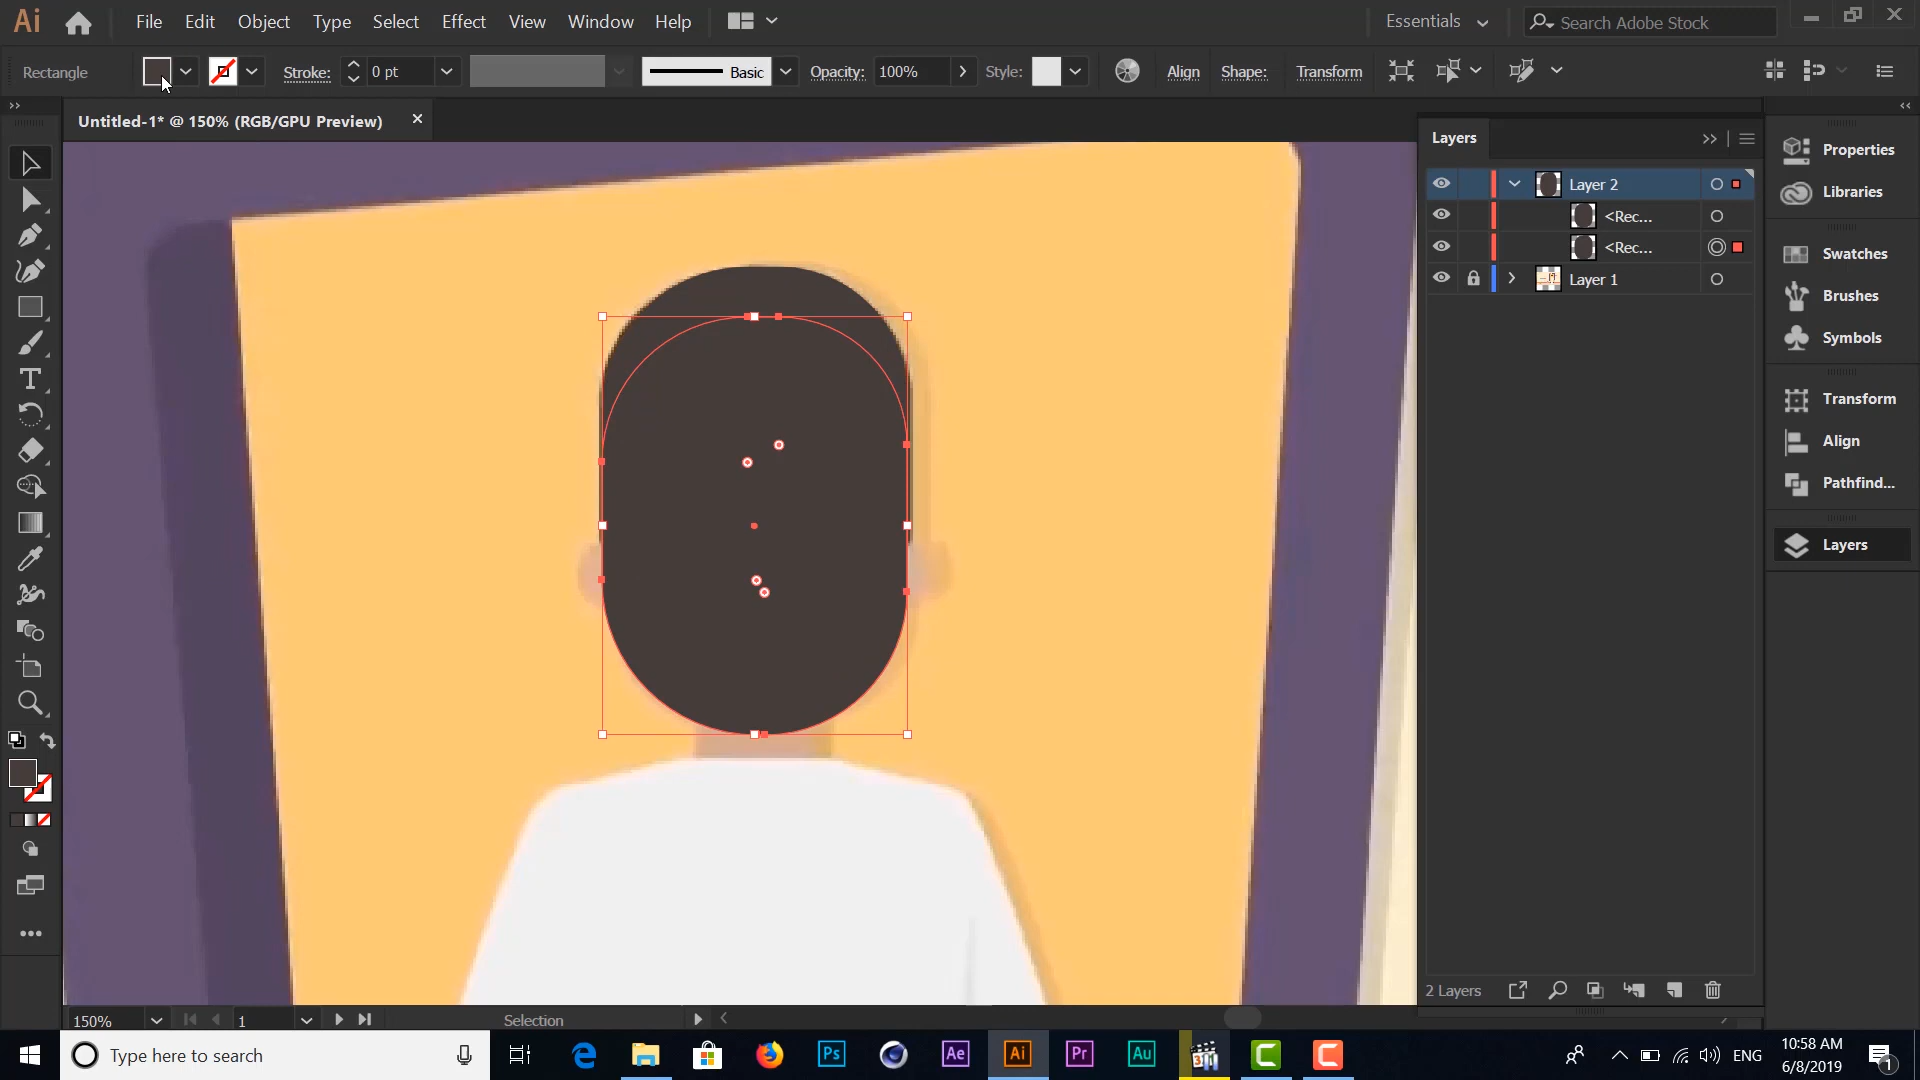 Ai File Edit Object Type Select Effect View Window Help Essentials Search Adobe Stock
Rectangle Stroke: 0 pt Basic Opacity: 100% Style: Align Shape: Transform
Untitled-1* @ 150% (RGB/GPU Preview)
Layers
Layer 2
<Rec...
<Rec...
Layer 1
2 Layers
Properties
Libraries
Swatches
Brushes
Symbols
Transform
Align
Pathfind...
Layers
150% 1 Selection
Type here to search
Ps
Ae
Ai
Pr
Au
ENG
10:58 AM
6/8/2019
1